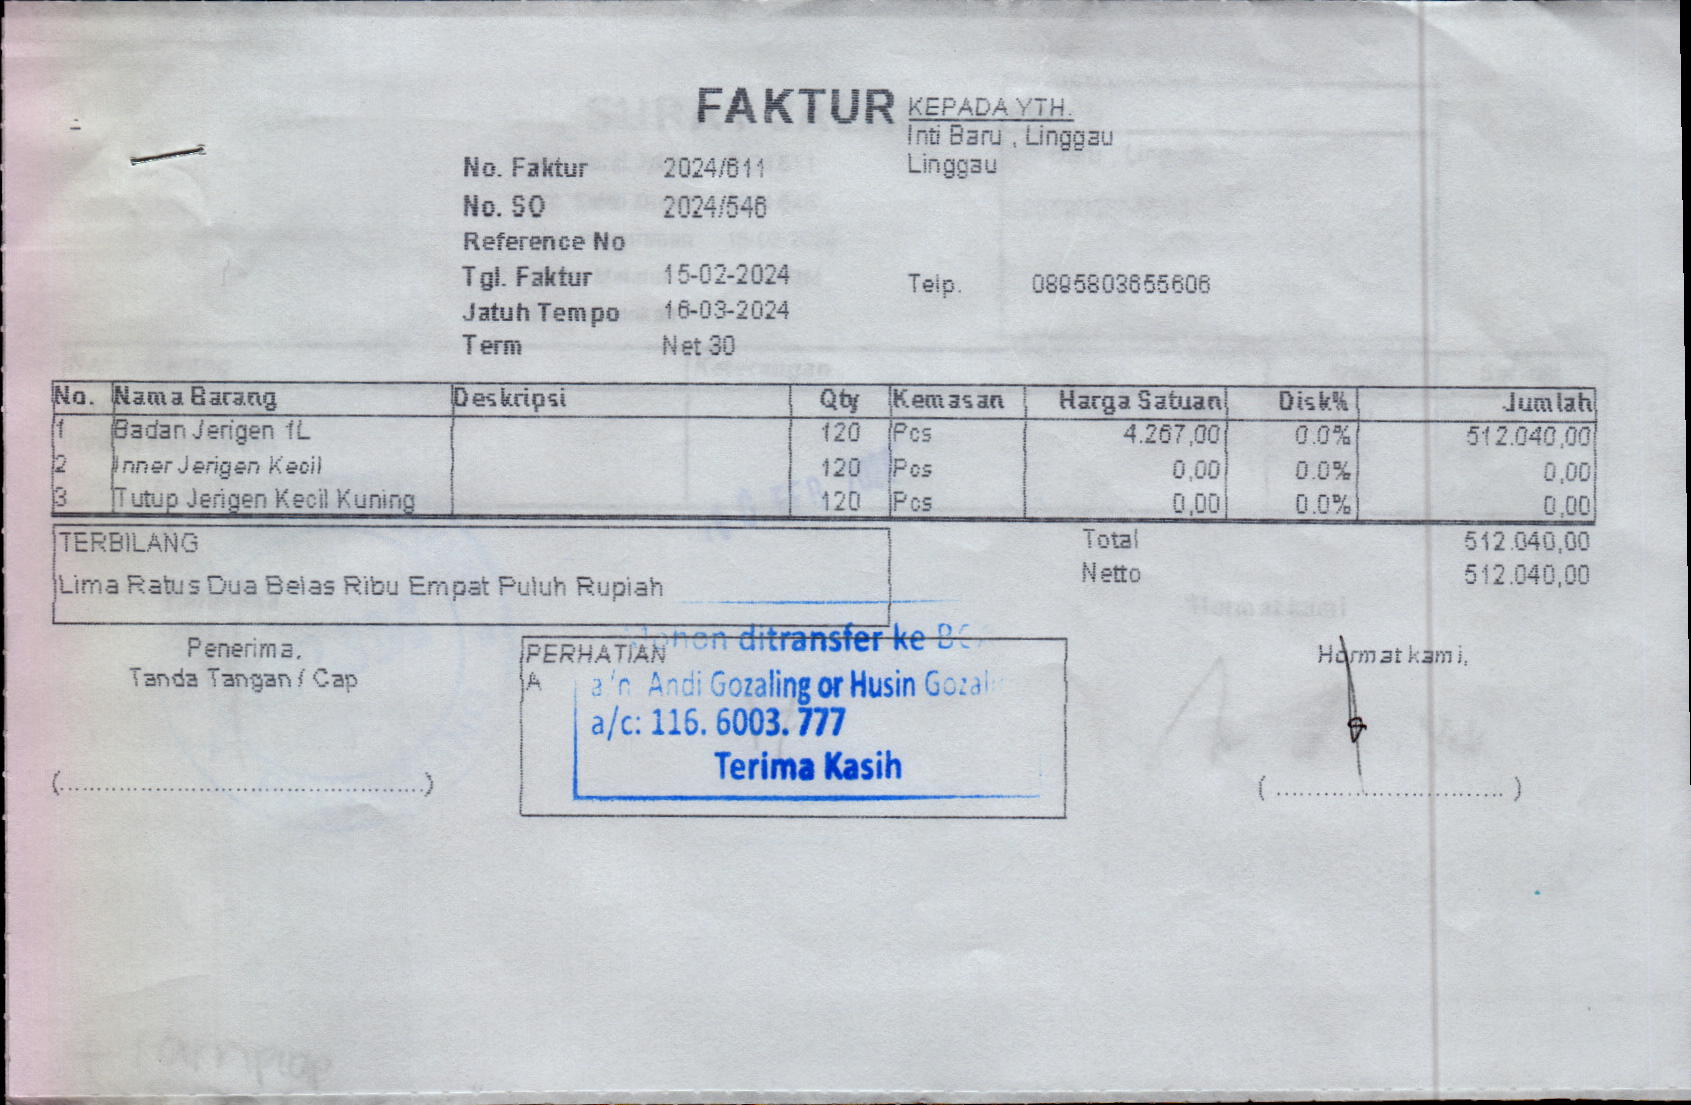 FAKTUR
KEPADA YTH.
Inti Baru , Linggau
Linggau
No. Faktur 2024/611
No. SO 2024/546
Reference No
Tgl. Faktur 15-02-2024
Jatuh Tempo 16-03-2024
Term Net 30
Telp. 0895803655606
No. Nama Barang Deskripsi Qty Kemasan Harga Satuan Disk% Jumlah
1 Badan Jerigen 1L 120 Pcs 4.267,00 0.0% 512.040,00
2 Inner Jerigen Kecil 120 Pcs 0,00 0.0% 0,00
3 Tutup Jerigen Kecil Kuning 120 Pcs 0,00 0.0% 0,00
TERBILANG
Lima Ratus Dua Belas Ribu Empat Puluh Rupiah
Total 512.040,00
Netto 512.040,00
Penerima,
Tanda Tangan / Cap
(..............................................)
PERHATIAN
A
ditransfer ke
a/n Andi Gozaling or Husin
a/c: 116. 6003. 777
Terima Kasih
Hormat kami,
( ............................ )